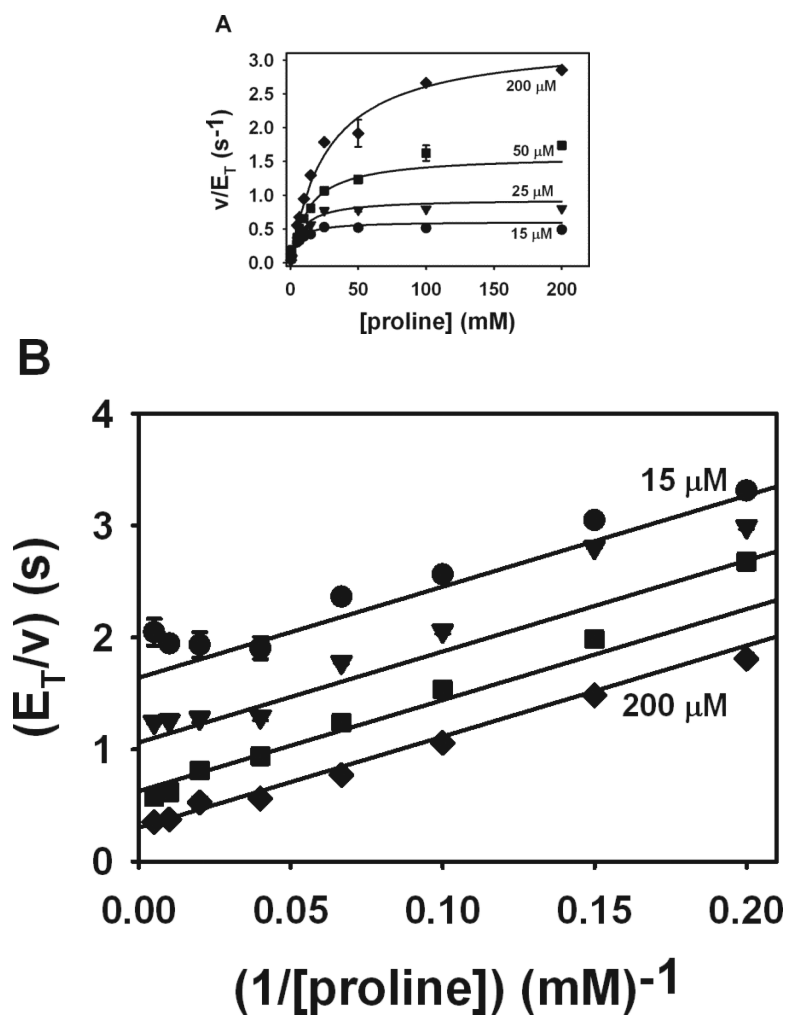 A
v/E_T (s⁻¹)
3.0
2.5
2.0
1.5
1.0
0.5
0.0
200 μM
50 μM
25 μM
15 μM
0
50
100
150
200
[proline] (mM)
B
(E_T/v) (s)
4
3
2
1
0
15 μM
200 μM
0.00
0.05
0.10
0.15
0.20
(1/[proline]) (mM)⁻¹